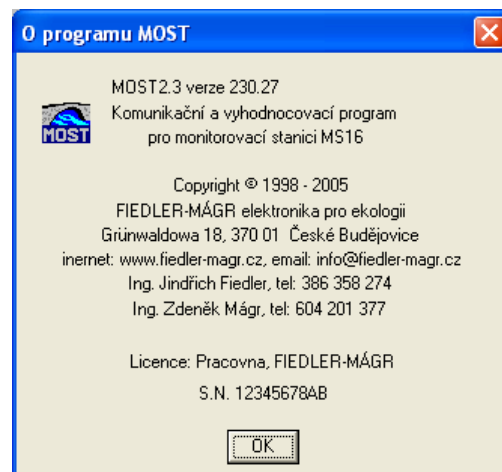 O programu MOST
MOST2.3 verze 230.27
Komunikační a vyhodnocovací program
pro monitorovací stanici MS16
MOST
Copyright © 1998 - 2005
FIEDLER-MÁGR elektronika pro ekologii
Grünwaldova 18, 370 01 České Budějovice
inernet: www.fiedler-magr.cz, email: info@fiedler-magr.cz
Ing. Jindřich Fiedler, tel: 386 358 274
Ing. Zdeněk Mágr, tel: 604 201 377
Licence: Pracovna, FIEDLER-MÁGR
S.N. 12345678AB
OK